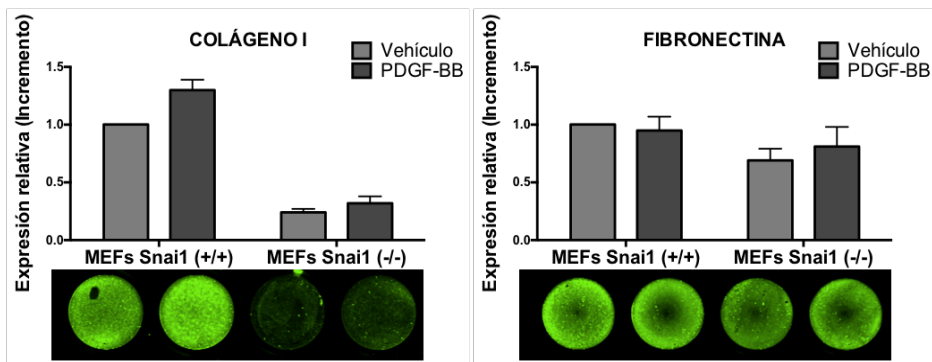 COLÁGENO I
Vehículo
PDGF-BB
Expresión relativa (Incremento)
1.5
1.0
0.5
0.0
MEFs Snai1 (+/+) MEFs Snai1 (-/-)
FIBRONECTINA
Vehículo
PDGF-BB
Expresión relativa (Incremento)
1.5
1.0
0.5
0.0
MEFs Snai1 (+/+) MEFs Snai1 (-/-)